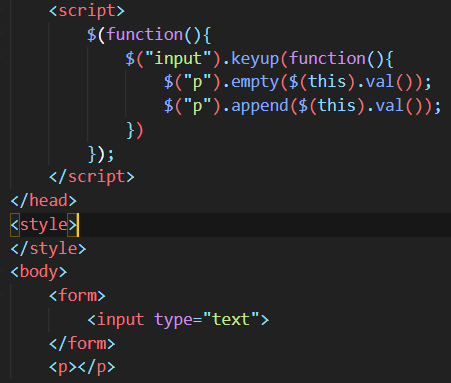 <script>
$(function(){
$("input").keyup(function(){
$("p").empty($(this).val());
$("p").append($(this).val());
})
});
</script>
</head>
<style>
</style>
<body>
<form>
<input type="text">
</form>
<p></p>